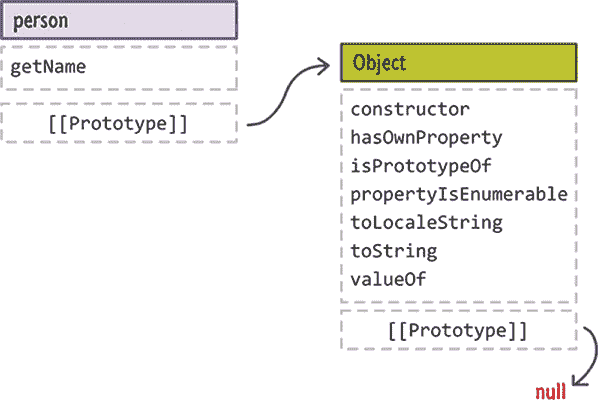 person
getName
[[Prototype]]
Object
constructor
hasOwnProperty
isPrototypeOf
propertyIsEnumerable
toLocaleString
toString
valueOf
[[Prototype]]
null